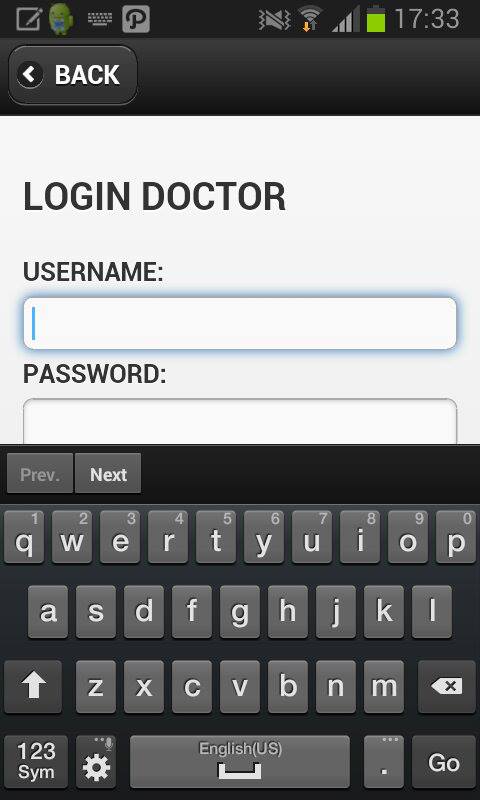 17:33
BACK
LOGIN DOCTOR
USERNAME:
PASSWORD:
Prev. Next
1 2 3 4 5 6 7 8 9 0
q w e r t y u i o p
a s d f g h j k l
z x c v b n m
123 Sym English(US) . Go